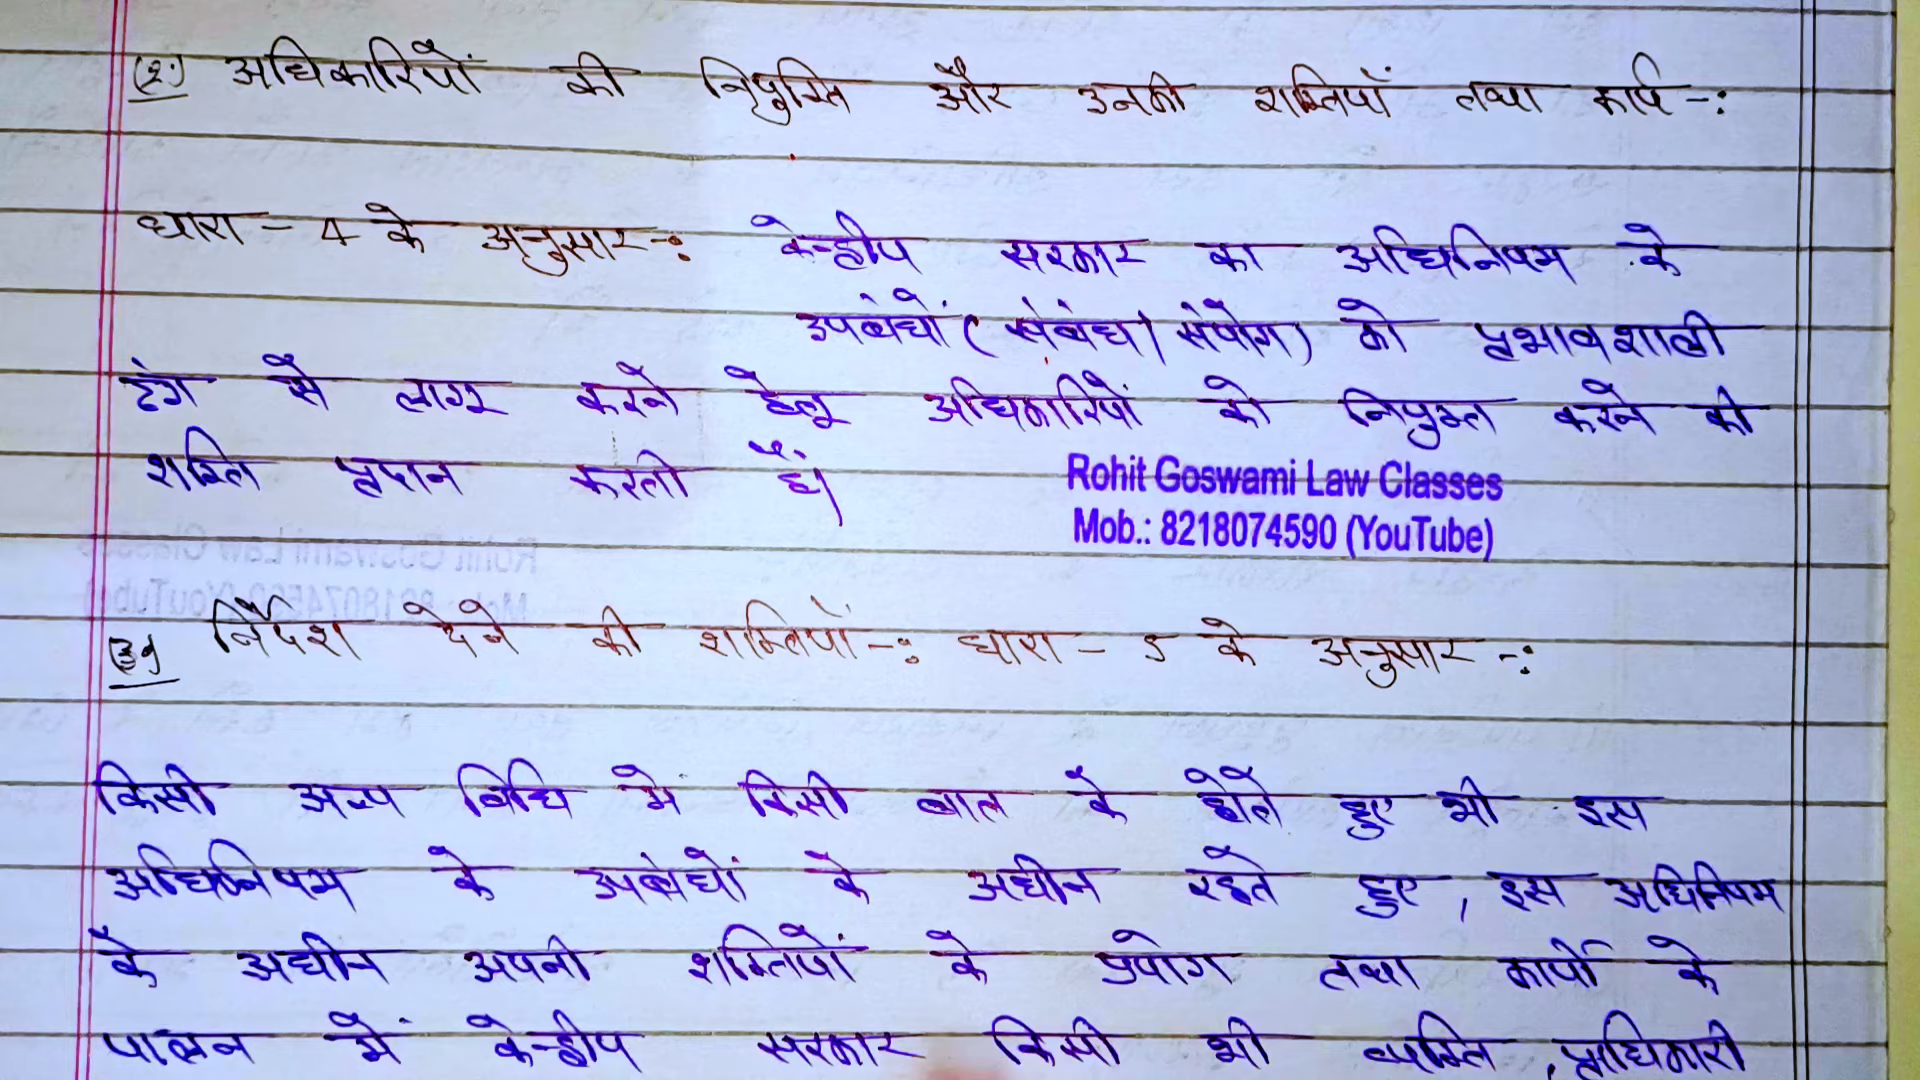 (2.) अधिकारियों की नियुक्ति और उनकी शक्तियाँ तथा कार्य -:
धारा - 4 के अनुसार -: केन्द्रीय सरकार का अधिनियम के
उपबंधों ( संबंध / संयोग) को प्रभावशाली
ढंग से लागू करने हेतु अधिकारियों को नियुक्त करने की
शक्ति प्रदान करती है।
Rohit Goswami Law Classes
Mob.: 8218074590 (YouTube)
(3.) निर्देश देने की शक्तियां -: धारा - 5 के अनुसार -:
किसी अन्य विधि में किसी बात के होते हुए भी इस
अधिनियम के उपबंधों के अधीन रहते हुए , इस अधिनियम
के अधीन अपनी शक्तियों के प्रयोग तथा कार्यो के
पालन में केन्द्रीय सरकार किसी भी व्यक्ति , प्राधिकारी